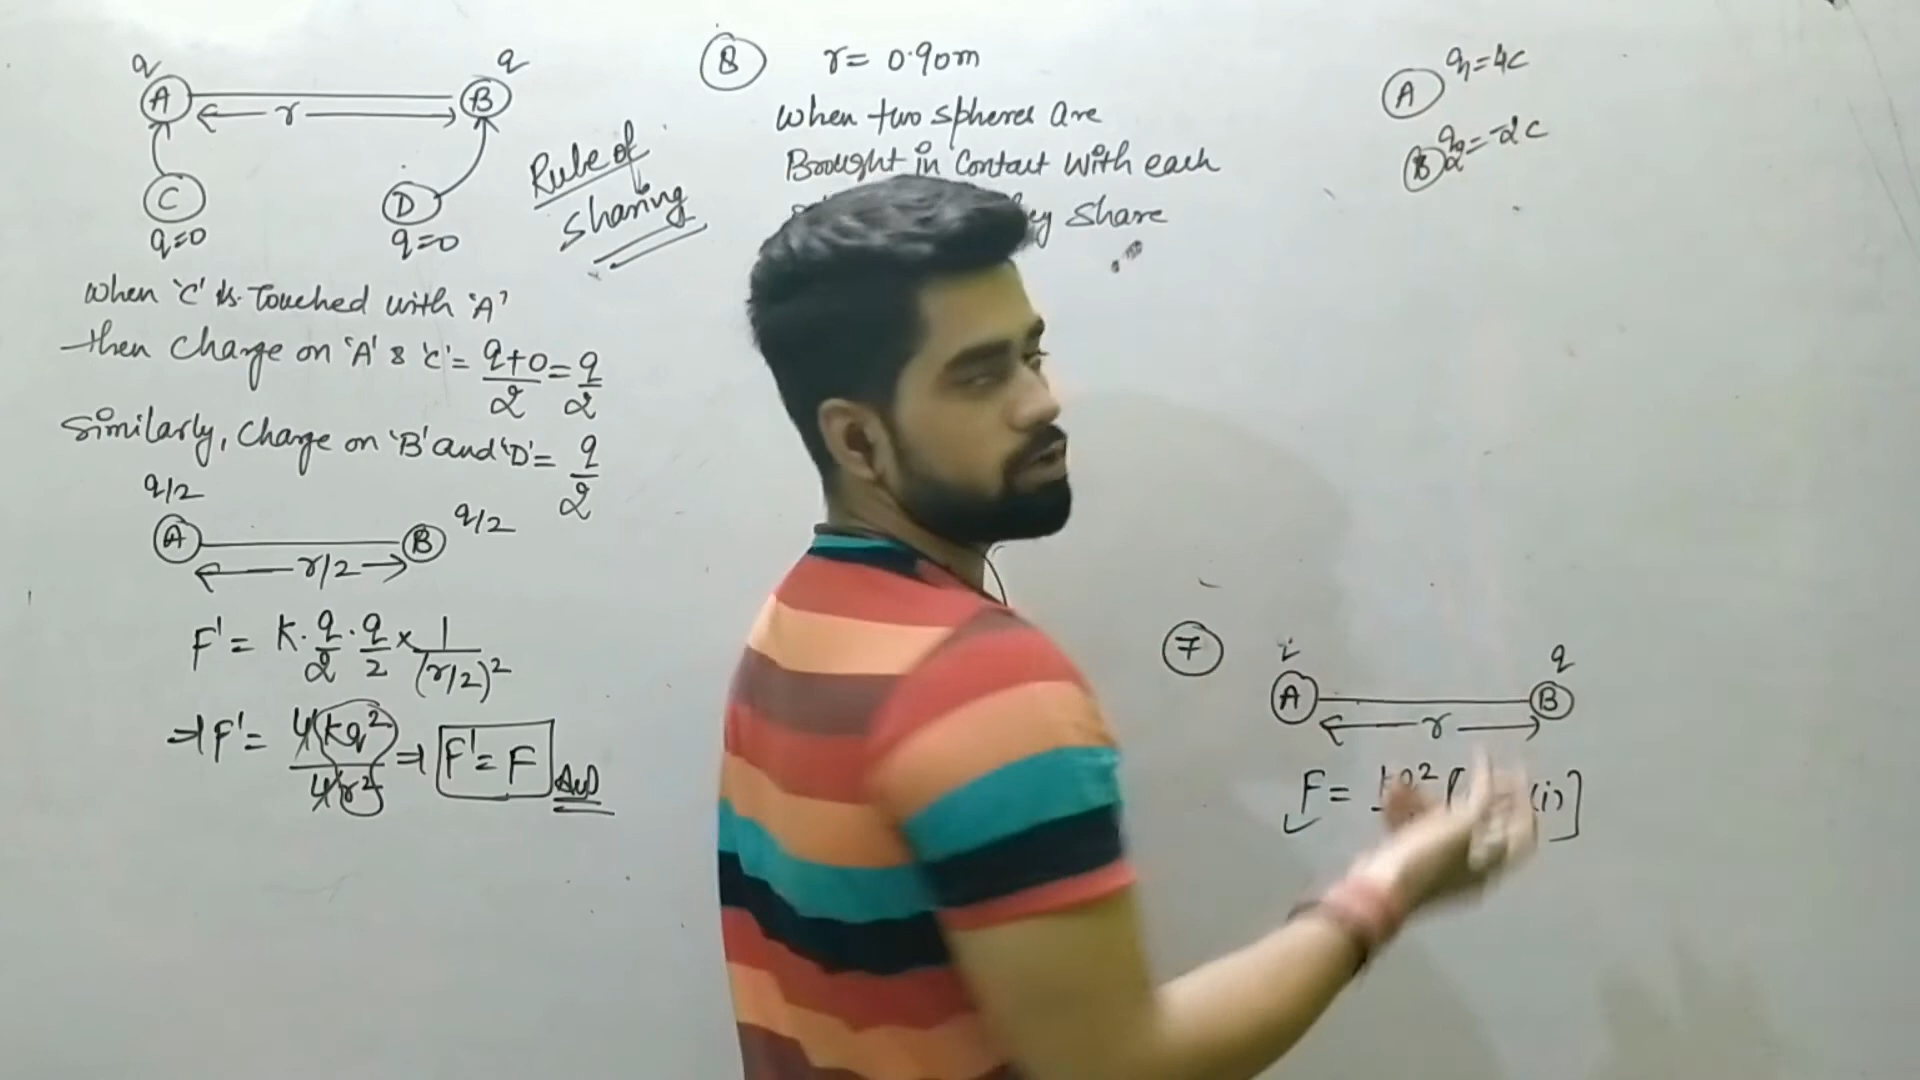 q q
A ← r → B
C D
q=0 q=0
Rule of
sharing
When 'C' is touched with 'A'
then charge on 'A' & 'C' = q+0/2 = q/2
Similarly, charge on 'B' and 'D' = q/2
q/2 q/2
A ← r/2 → B
F' = K. q/2 . q/2 × 1/(r/2)²
⇒ F' = 4(kq²)/4r² ⇒ F' = F Ans
8 r = 0.90m
When two spheres are
Brought in Contact with each
Share
A q₁=4C
B q₂=-2C
7
q
A ← r → B
F = (i)]